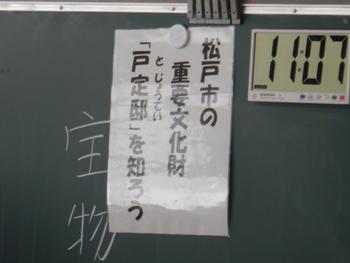 松戸市の
重要文化財
「戸定邸」を知ろう
とじょうてい
宝物
11:07